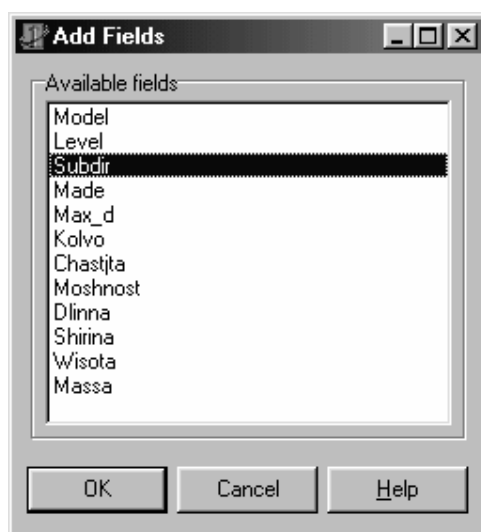 Add Fields
Available fields
Model
Level
Subdir
Made
Max_d
Kolvo
Chastjta
Moshnost
Dlinna
Shirina
Wisota
Massa
OK Cancel Help